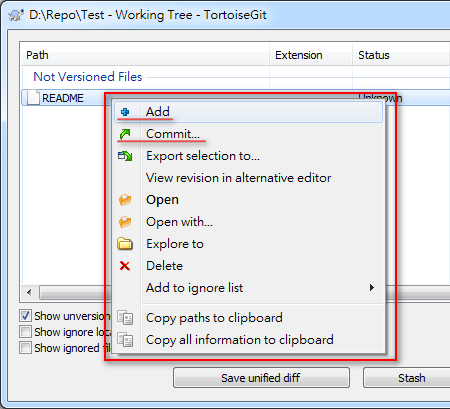 D:\Repo\Test - Working Tree - TortoiseGit
Path Extension Status
Not Versioned Files
README Unknown
Add
Commit...
Export selection to...
View revision in alternative editor
Open
Open with...
Explore to
Delete
Add to ignore list
Copy paths to clipboard
Copy all information to clipboard
Show unversion
Show ignore loca
Show ignored fil
Save unified diff Stash